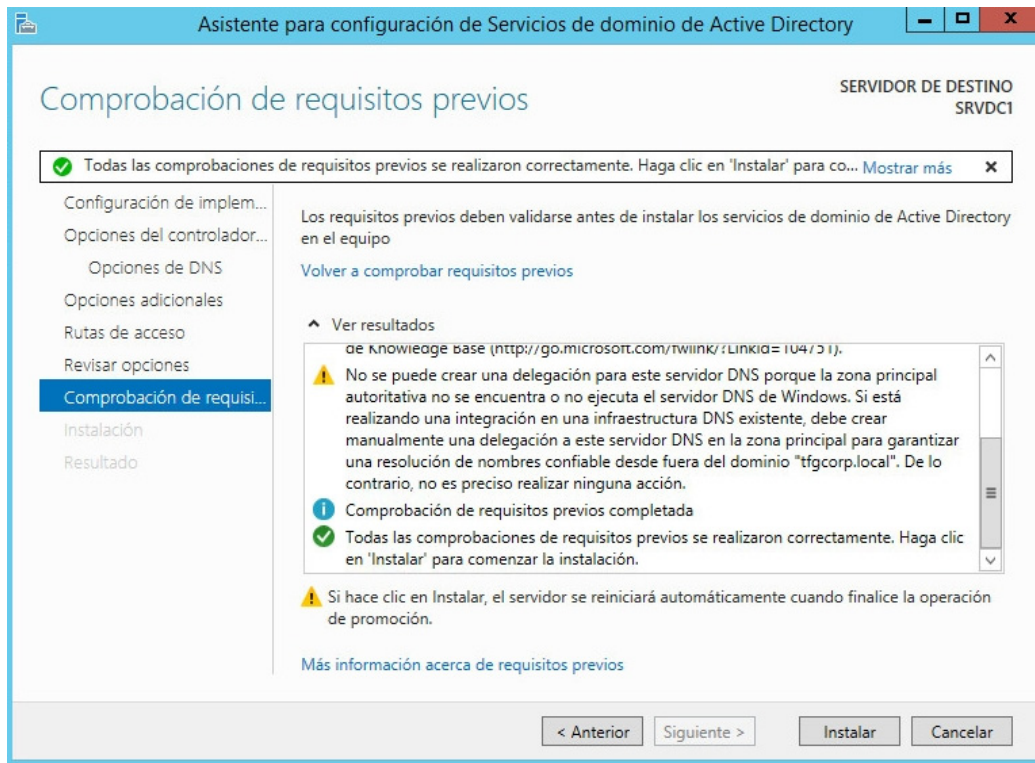 Asistente para configuración de Servicios de dominio de Active Directory
Comprobación de requisitos previos
SERVIDOR DE DESTINO
SRVDC1
Todas las comprobaciones de requisitos previos se realizaron correctamente. Haga clic en 'Instalar' para co... Mostrar más
Configuración de implem...
Opciones del controlador...
Opciones de DNS
Opciones adicionales
Rutas de acceso
Revisar opciones
Comprobación de requisi...
Instalación
Resultado
Los requisitos previos deben validarse antes de instalar los servicios de dominio de Active Directory
en el equipo
Volver a comprobar requisitos previos
Ver resultados
de Knowledge Base (http://go.microsoft.com/fwlink/?LinkId=104751).
No se puede crear una delegación para este servidor DNS porque la zona principal
autoritativa no se encuentra o no ejecuta el servidor DNS de Windows. Si está
realizando una integración en una infraestructura DNS existente, debe crear
manualmente una delegación a este servidor DNS en la zona principal para garantizar
una resolución de nombres confiable desde fuera del dominio "tfgcorp.local". De lo
contrario, no es preciso realizar ninguna acción.
Comprobación de requisitos previos completada
Todas las comprobaciones de requisitos previos se realizaron correctamente. Haga clic
en 'Instalar' para comenzar la instalación.
Si hace clic en Instalar, el servidor se reiniciará automáticamente cuando finalice la operación
de promoción.
Más información acerca de requisitos previos
< Anterior
Siguiente >
Instalar
Cancelar